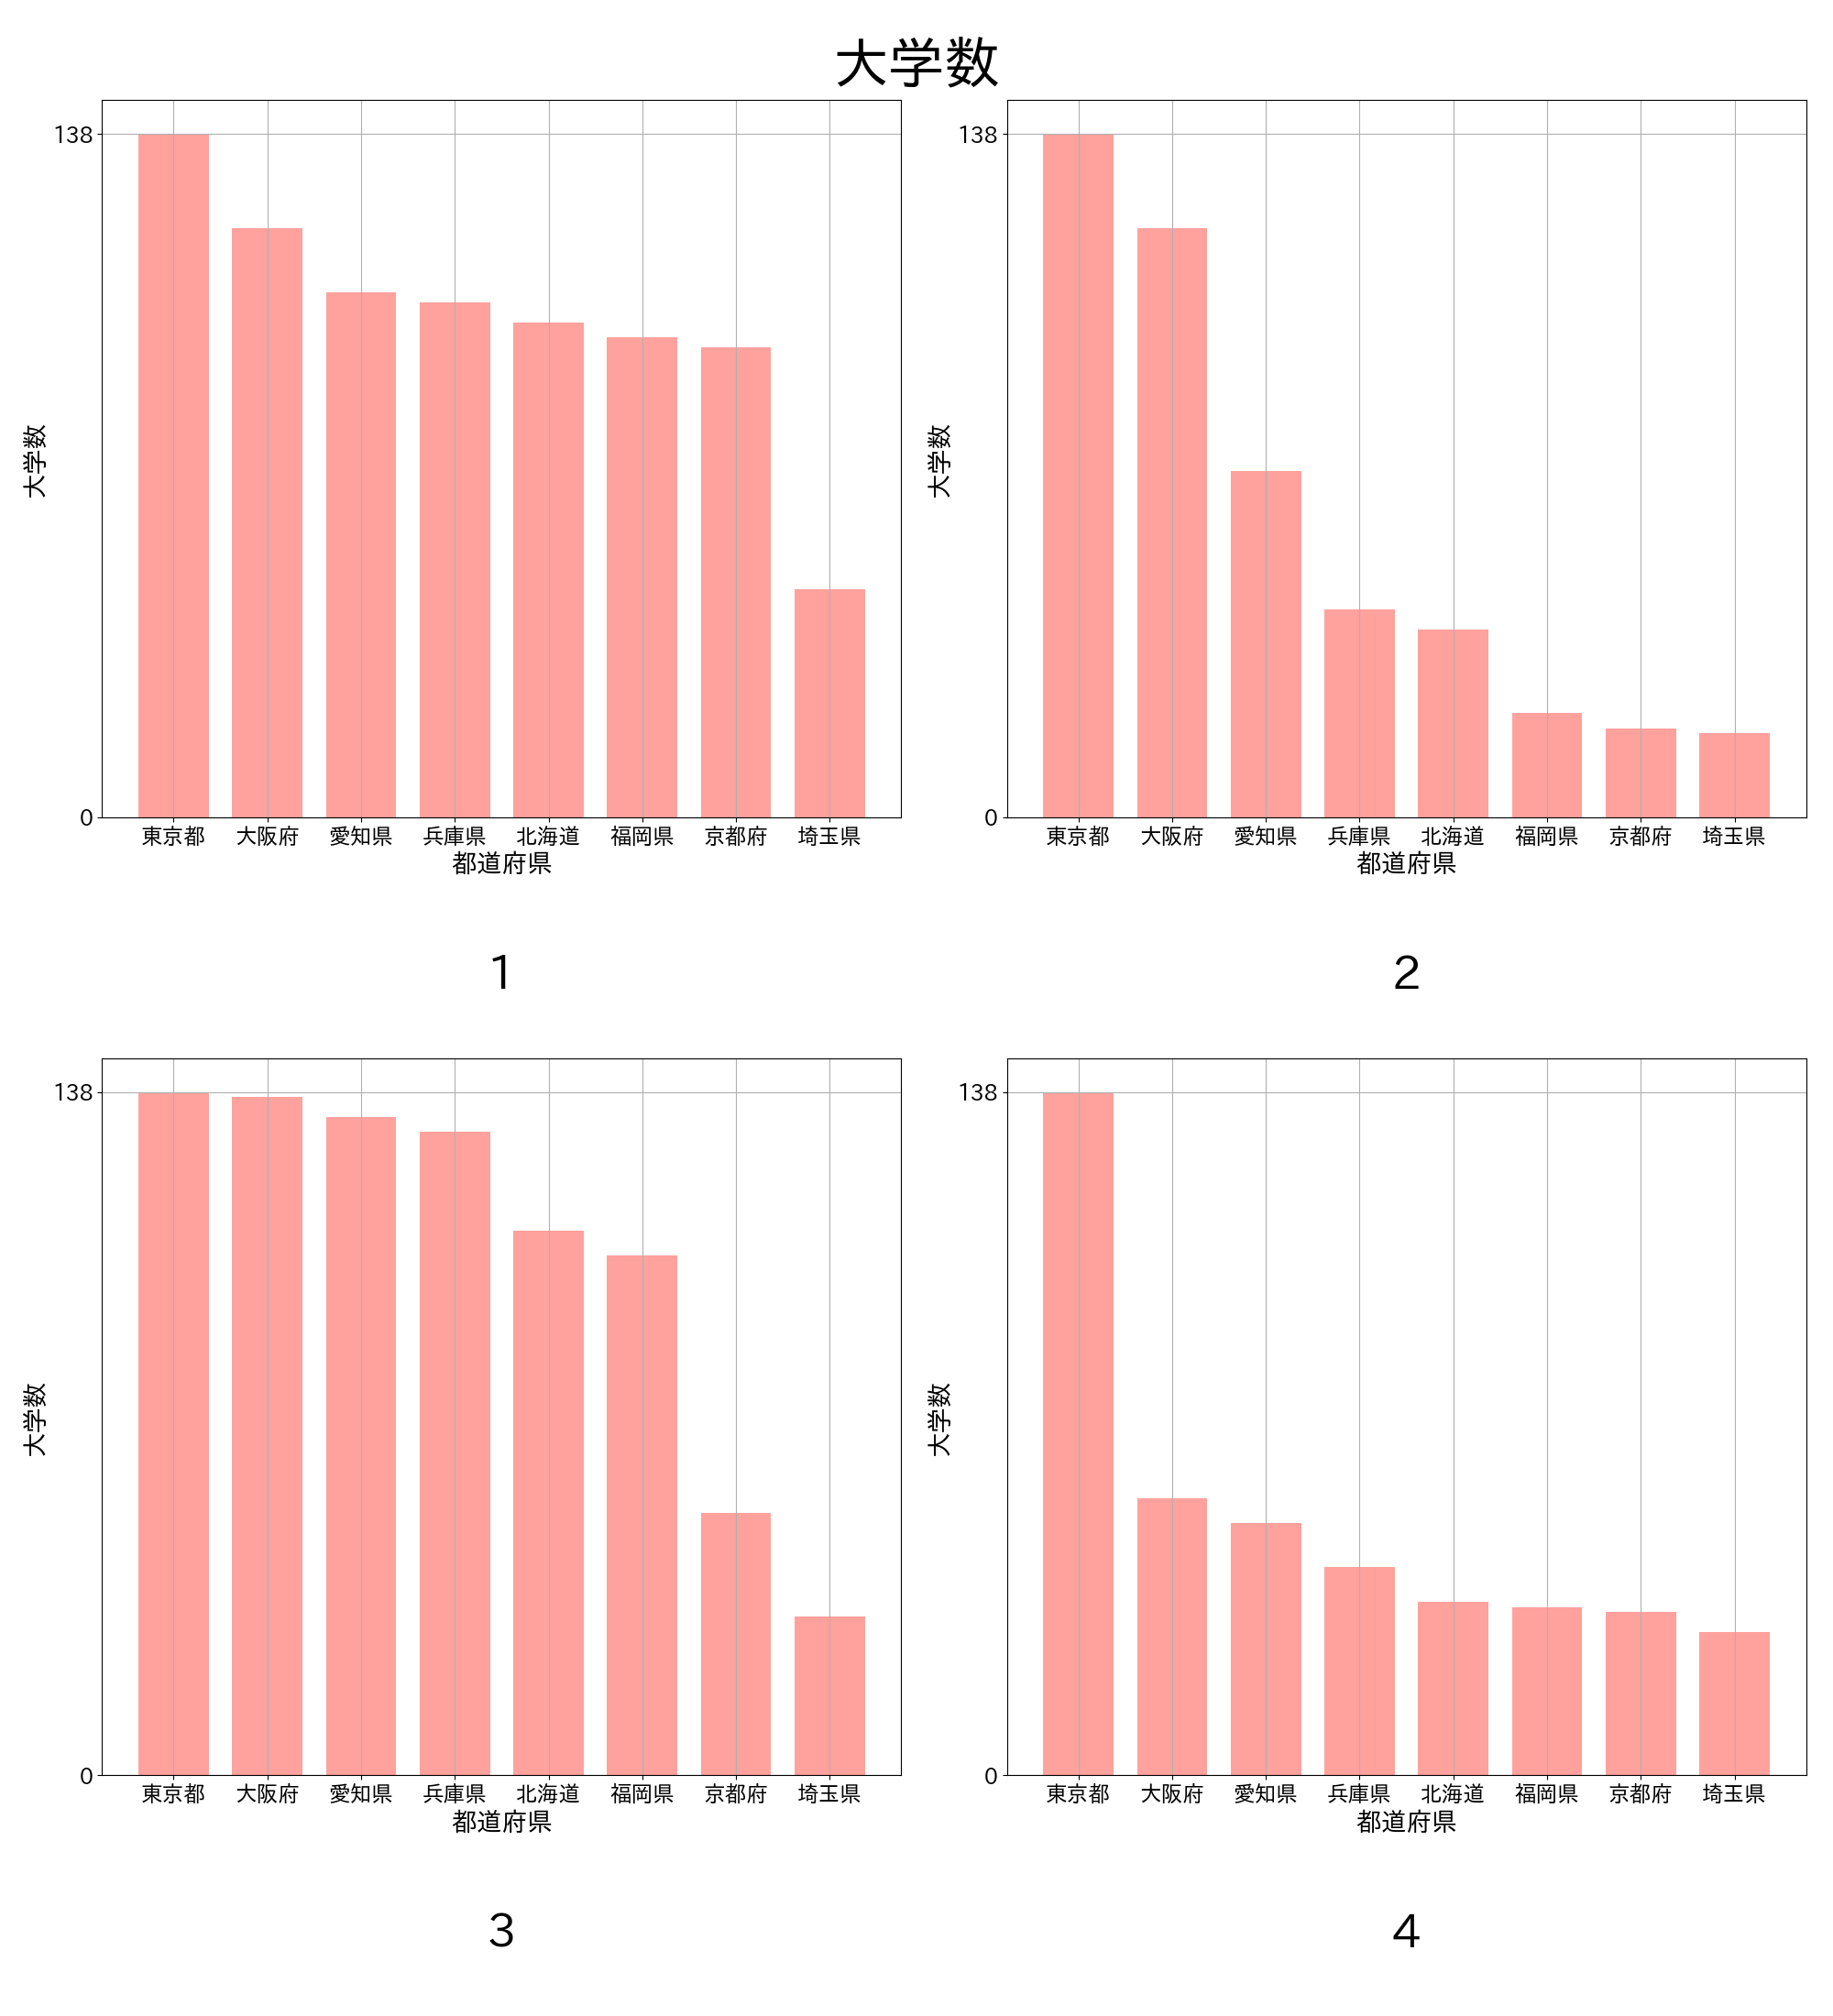 大学数
138
0
大学数
東京都 大阪府 愛知県 兵庫県 北海道 福岡県 京都府 埼玉県
都道府県
1
138
0
大学数
東京都 大阪府 愛知県 兵庫県 北海道 福岡県 京都府 埼玉県
都道府県
2
138
0
大学数
東京都 大阪府 愛知県 兵庫県 北海道 福岡県 京都府 埼玉県
都道府県
3
138
0
大学数
東京都 大阪府 愛知県 兵庫県 北海道 福岡県 京都府 埼玉県
都道府県
4